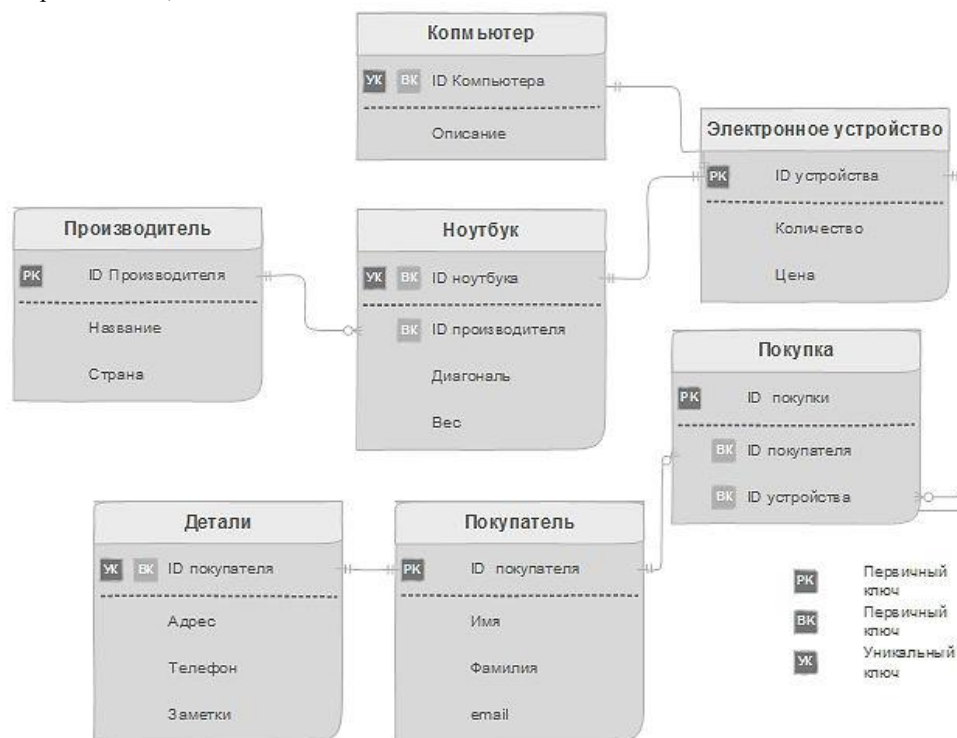 Копмьютер
УК ВК ID Компьютера
Описание
Электронное устройство
РК ID устройства
Количество
Цена
Производитель
РК ID Производителя
Название
Страна
Ноутбук
УК ВК ID ноутбука
ВК ID производителя
Диагональ
Вес
Покупка
РК ID покупки
ВК ID покупателя
ВК ID устройства
Детали
УК ВК ID покупателя
Адрес
Телефон
Заметки
Покупатель
РК ID покупателя
Имя
Фамилия
email
РК Первичный
ключ
ВК Первичный
ключ
УК Уникальный
ключ